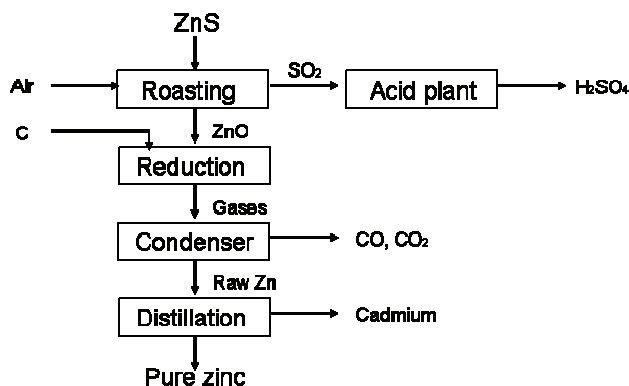 ZnS
Air
Roasting
SO₂
Acid plant
H₂SO₄
C
ZnO
Reduction
Gases
Condenser
CO, CO₂
Raw Zn
Distillation
Cadmium
Pure zinc